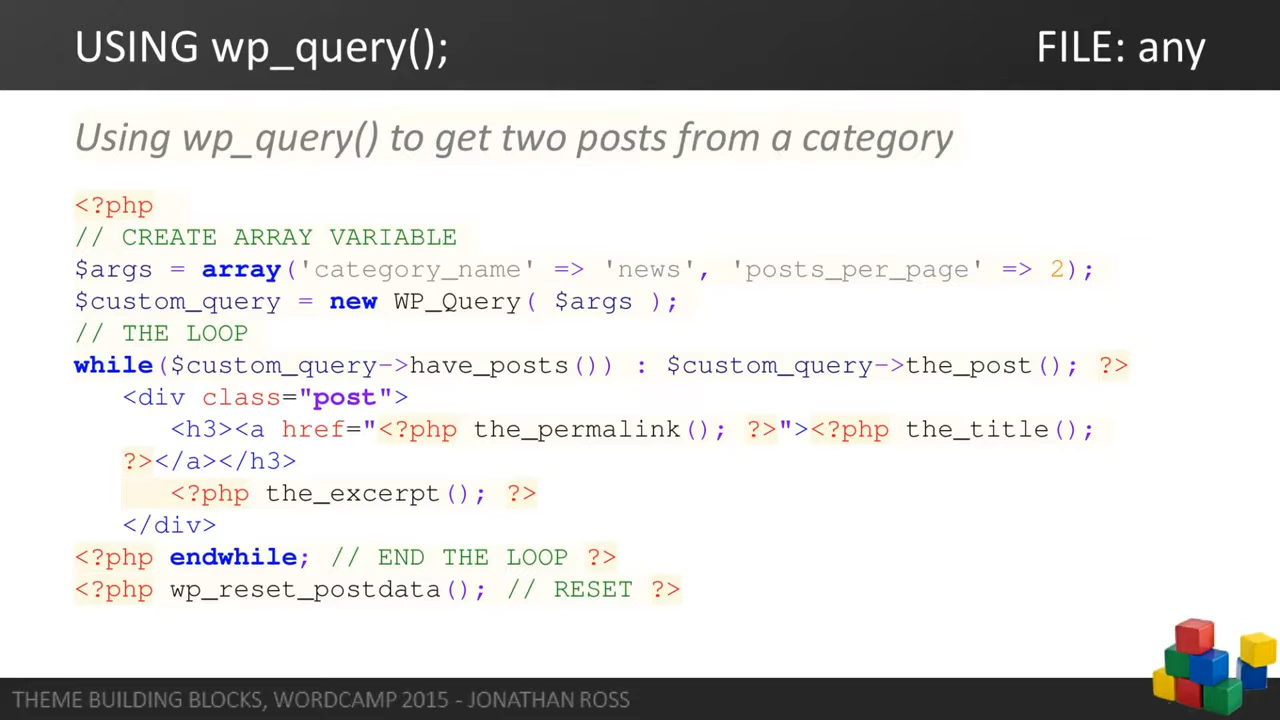 USING wp_query();
FILE: any
Using wp_query() to get two posts from a category
<?php
// CREATE ARRAY VARIABLE
$args = array('category_name' => 'news', 'posts_per_page' => 2);
$custom_query = new WP_Query( $args );
// THE LOOP
while($custom_query->have_posts()) : $custom_query->the_post(); ?>
<div class="post">
<h3><a href="<?php the_permalink(); ?>"><?php the_title();
?></a></h3>
<?php the_excerpt(); ?>
</div>
<?php endwhile; // END THE LOOP ?>
<?php wp_reset_postdata(); // RESET ?>
THEME BUILDING BLOCKS, WORDCAMP 2015 - JONATHAN ROSS